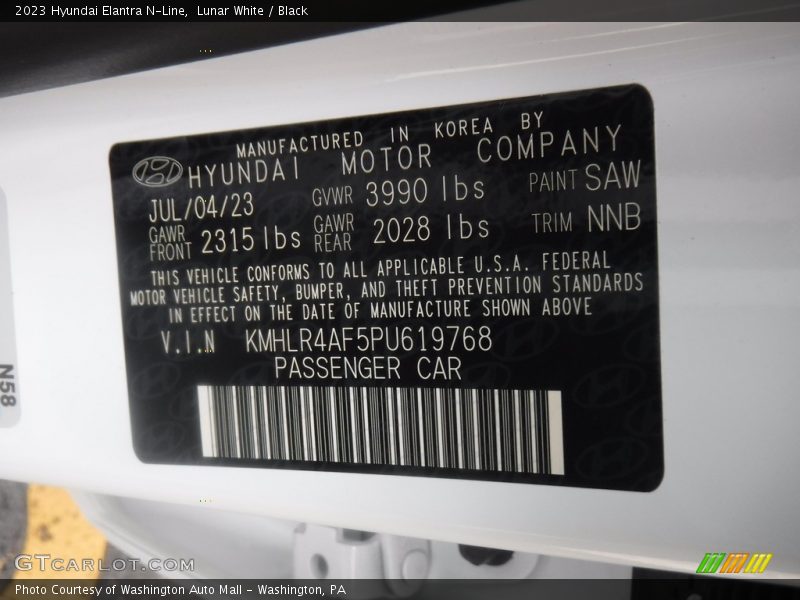 2023 Hyundai Elantra N-Line, Lunar White / Black
MANUFACTURED IN KOREA BY
HYUNDAI MOTOR COMPANY
JUL/04/23 GVWR 3990 lbs PAINT SAW
GAWR FRONT 2315 lbs GAWR REAR 2028 lbs TRIM NNB
THIS VEHICLE CONFORMS TO ALL APPLICABLE U.S.A. FEDERAL
MOTOR VEHICLE SAFETY, BUMPER, AND THEFT PREVENTION STANDARDS
IN EFFECT ON THE DATE OF MANUFACTURE SHOWN ABOVE
V.I.N KMHLR4AF5PU619768
PASSENGER CAR
N58
GTCARLOT.COM
Photo Courtesy of Washington Auto Mall - Washington, PA